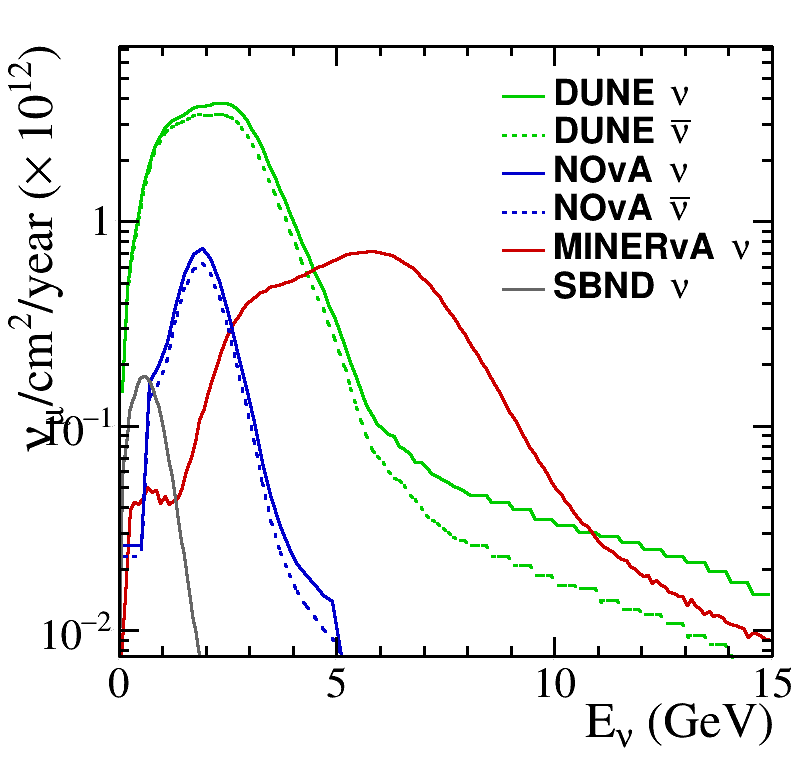 ν_μ/cm²/year (× 10¹²)
DUNE ν
DUNE ν̅
NOvA ν
NOvA ν̅
MINERvA ν
SBND ν
1
10⁻¹
10⁻²
0 5 10 15
E_ν (GeV)